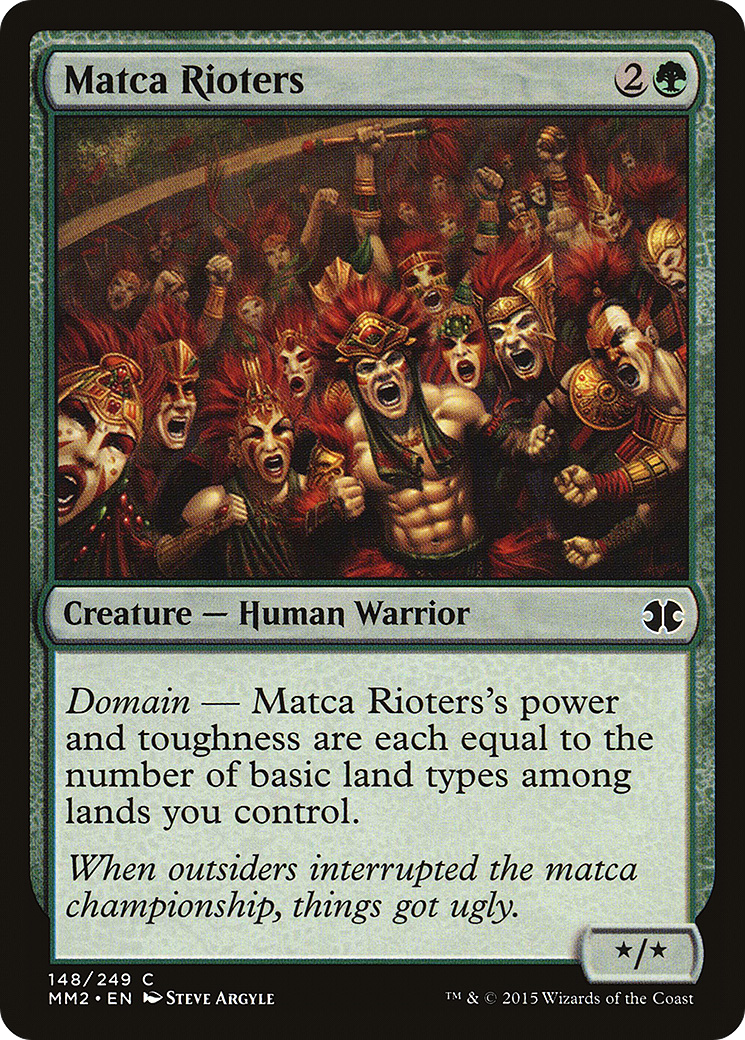 Matca Rioters 2
Creature — Human Warrior
Domain — Matca Rioters's power
and toughness are each equal to the
number of basic land types among
lands you control.
When outsiders interrupted the matca
championship, things got ugly.
★/★
148/249 C
MM2 • EN Steve Argyle
™ & © 2015 Wizards of the Coast